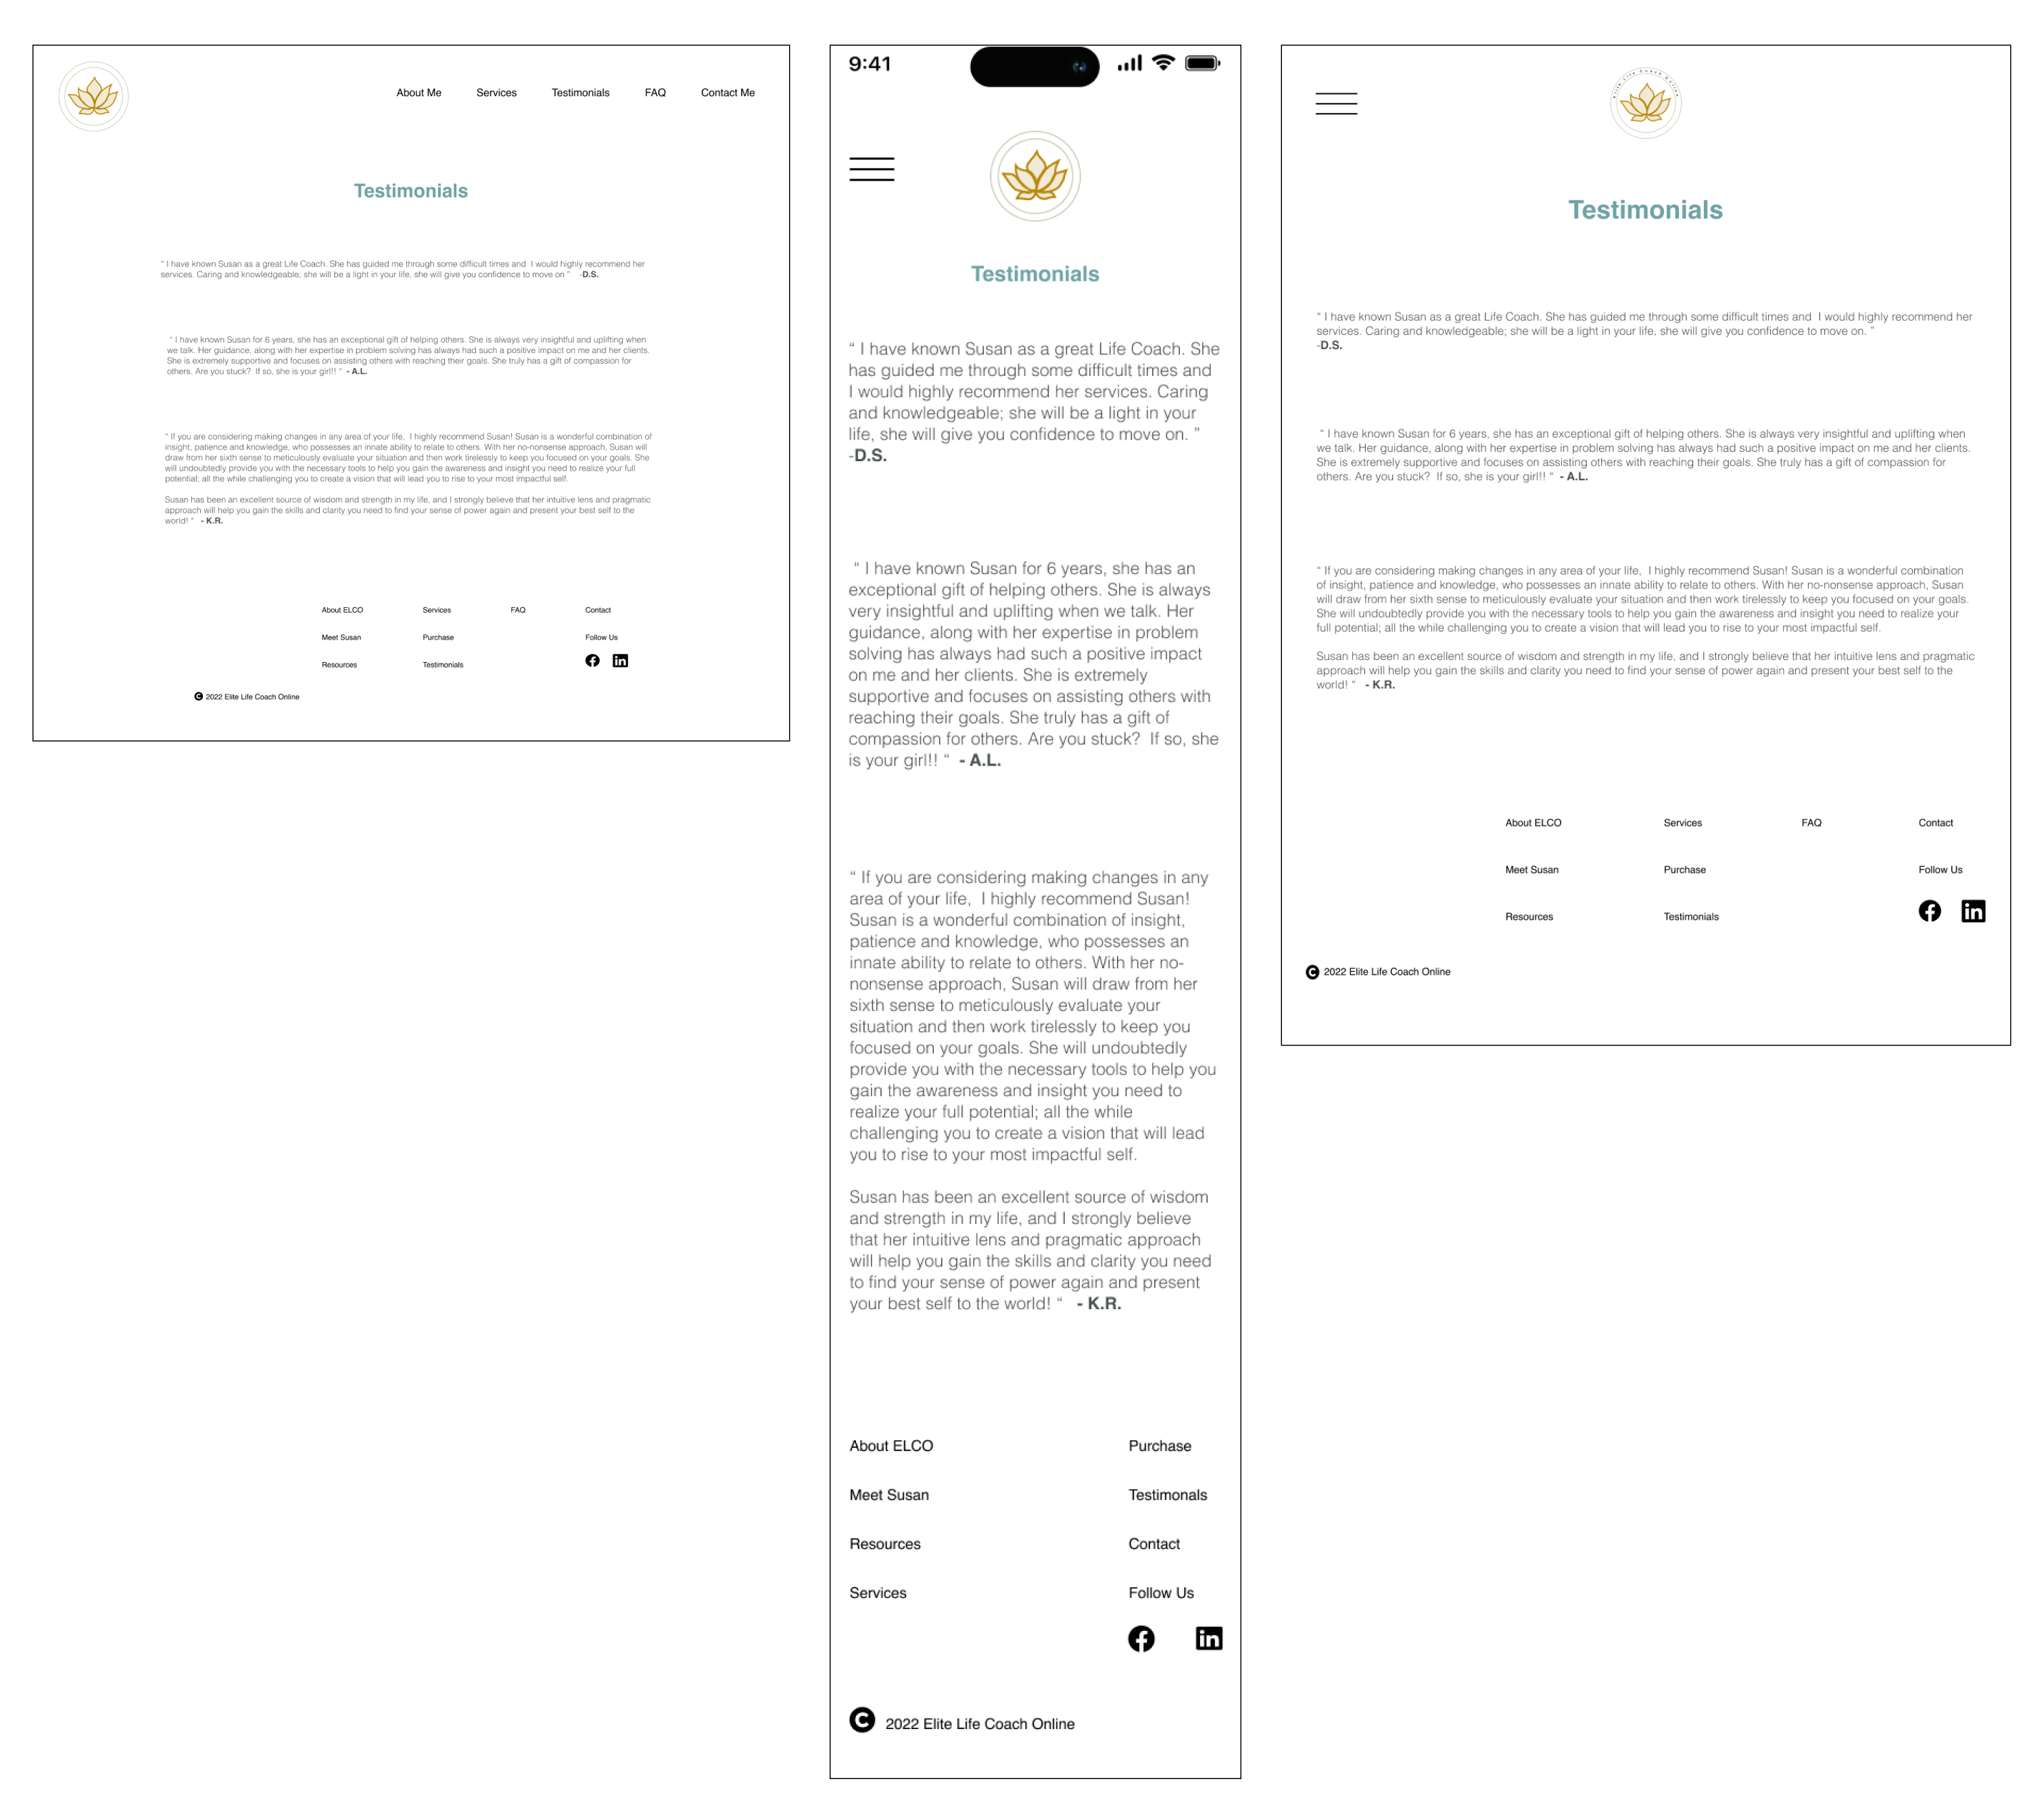 About Me Services Testimonials FAQ Contact Me
Testimonials
“ I have known Susan as a great Life Coach. She has guided me through some difficult times and  I would highly recommend her
services. Caring and knowledgeable; she will be a light in your life, she will give you confidence to move on ”  -D.S.
“ I have known Susan for 6 years, she has an exceptional gift of helping others. She is always very insightful and uplifting when
we talk. Her guidance, along with her expertise in problem solving has always had such a positive impact on me and her clients.
She is extremely supportive and focuses on assisting others with reaching their goals. She truly has a gift of compassion for
others. Are you stuck?  If so, she is your girl!! “  - A.L.
“ If you are considering making changes in any area of your life,  I highly recommend Susan! Susan is a wonderful combination of
insight, patience and knowledge, who possesses an innate ability to relate to others. With her no-nonsense approach, Susan will
draw from her sixth sense to meticulously evaluate your situation and then work tirelessly to keep you focused on your goals. She
will undoubtedly provide you with the necessary tools to help you gain the awareness and insight you need to realize your full
potential; all the while challenging you to create a vision that will lead you to rise to your most impactful self.
Susan has been an excellent source of wisdom and strength in my life, and I strongly believe that her intuitive lens and pragmatic
approach will help you gain the skills and clarity you need to find your sense of power again and present your best self to the
world! “  - K.R.
About ELCO Services FAQ Contact
Meet Susan Purchase Follow Us
Resources Testimonials
in
C 2022 Elite Life Coach Online
9:41
Testimonials
“ I have known Susan as a great Life Coach. She
has guided me through some difficult times and
I would highly recommend her services. Caring
and knowledgeable; she will be a light in your
life, she will give you confidence to move on. ”
-D.S.
“ I have known Susan for 6 years, she has an
exceptional gift of helping others. She is always
very insightful and uplifting when we talk. Her
guidance, along with her expertise in problem
solving has always had such a positive impact
on me and her clients. She is extremely
supportive and focuses on assisting others with
reaching their goals. She truly has a gift of
compassion for others. Are you stuck?  If so, she
is your girl!! “  - A.L.
“ If you are considering making changes in any
area of your life,  I highly recommend Susan!
Susan is a wonderful combination of insight,
patience and knowledge, who possesses an
innate ability to relate to others. With her no-
nonsense approach, Susan will draw from her
sixth sense to meticulously evaluate your
situation and then work tirelessly to keep you
focused on your goals. She will undoubtedly
provide you with the necessary tools to help you
gain the awareness and insight you need to
realize your full potential; all the while
challenging you to create a vision that will lead
you to rise to your most impactful self.
Susan has been an excellent source of wisdom
and strength in my life, and I strongly believe
that her intuitive lens and pragmatic approach
will help you gain the skills and clarity you need
to find your sense of power again and present
your best self to the world! “  - K.R.
About ELCO Purchase
Meet Susan Testimonals
Resources Contact
Services Follow Us
in
C 2022 Elite Life Coach Online
Elite Life Coach Online
Testimonials
“ I have known Susan as a great Life Coach. She has guided me through some difficult times and  I would highly recommend her
services. Caring and knowledgeable; she will be a light in your life, she will give you confidence to move on. ”
-D.S.
“ I have known Susan for 6 years, she has an exceptional gift of helping others. She is always very insightful and uplifting when
we talk. Her guidance, along with her expertise in problem solving has always had such a positive impact on me and her clients.
She is extremely supportive and focuses on assisting others with reaching their goals. She truly has a gift of compassion for
others. Are you stuck?  If so, she is your girl!! “  - A.L.
“ If you are considering making changes in any area of your life,  I highly recommend Susan! Susan is a wonderful combination
of insight, patience and knowledge, who possesses an innate ability to relate to others. With her no-nonsense approach, Susan
will draw from her sixth sense to meticulously evaluate your situation and then work tirelessly to keep you focused on your goals.
She will undoubtedly provide you with the necessary tools to help you gain the awareness and insight you need to realize your
full potential; all the while challenging you to create a vision that will lead you to rise to your most impactful self.
Susan has been an excellent source of wisdom and strength in my life, and I strongly believe that her intuitive lens and pragmatic
approach will help you gain the skills and clarity you need to find your sense of power again and present your best self to the
world! “  - K.R.
About ELCO Services FAQ Contact
Meet Susan Purchase Follow Us
Resources Testimonials
in
C 2022 Elite Life Coach Online